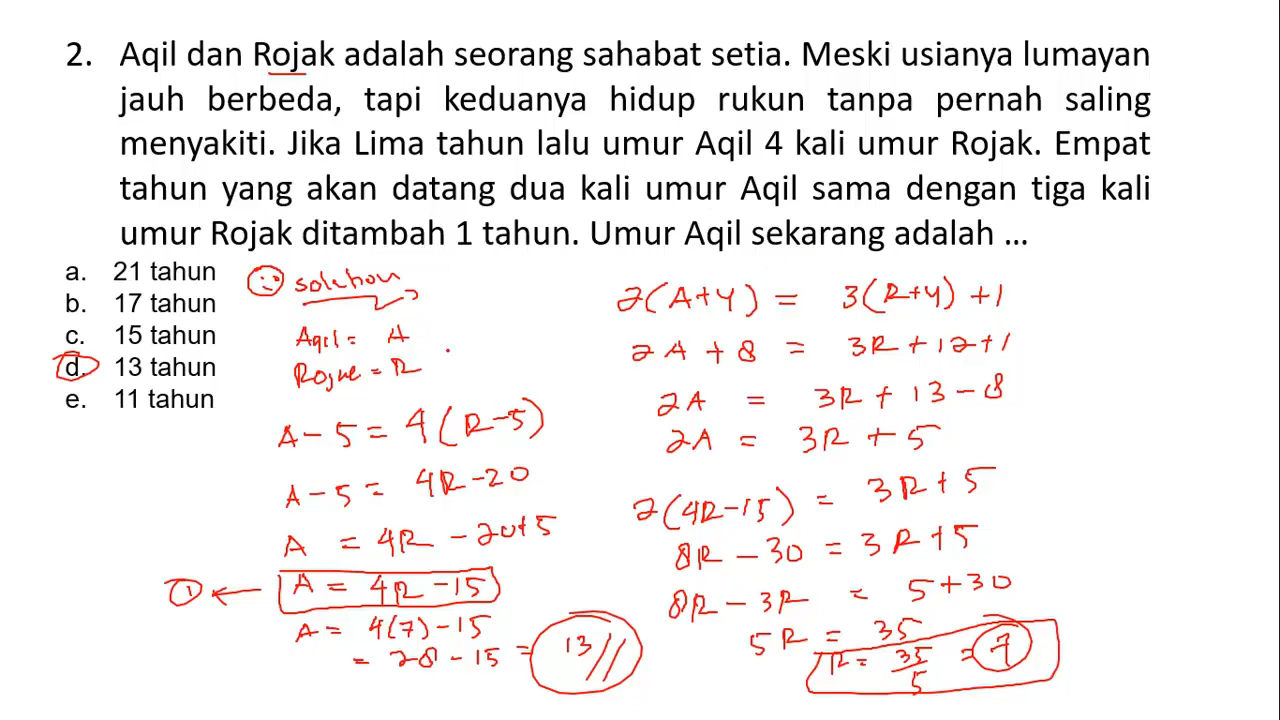 2. Aqil dan Rojak adalah seorang sahabat setia. Meski usianya lumayan
jauh berbeda, tapi keduanya hidup rukun tanpa pernah saling
menyakiti. Jika Lima tahun lalu umur Aqil 4 kali umur Rojak. Empat
tahun yang akan datang dua kali umur Aqil sama dengan tiga kali
umur Rojak ditambah 1 tahun. Umur Aqil sekarang adalah ...
a. 21 tahun
b. 17 tahun
c. 15 tahun
d. 13 tahun
e. 11 tahun
solution
Aqil = A
= R
A - 5 = 4(R-5)
A - 5 = 4R - 20
A = 4R - 20+5
① ← A = 4R - 15
A = 4(7) - 15
= 28 - 15 = 13 //
2(A+4) = 3(R+4) + 1
2A + 8 = 3R + 12 + 1
2A = 3R + 13 - 8
2A = 3R + 5
2(4R-15) = 3R + 5
8R - 30 = 3R + 5
8R - 3R = 5 + 30
5R = 35
R = 35/5 = 7